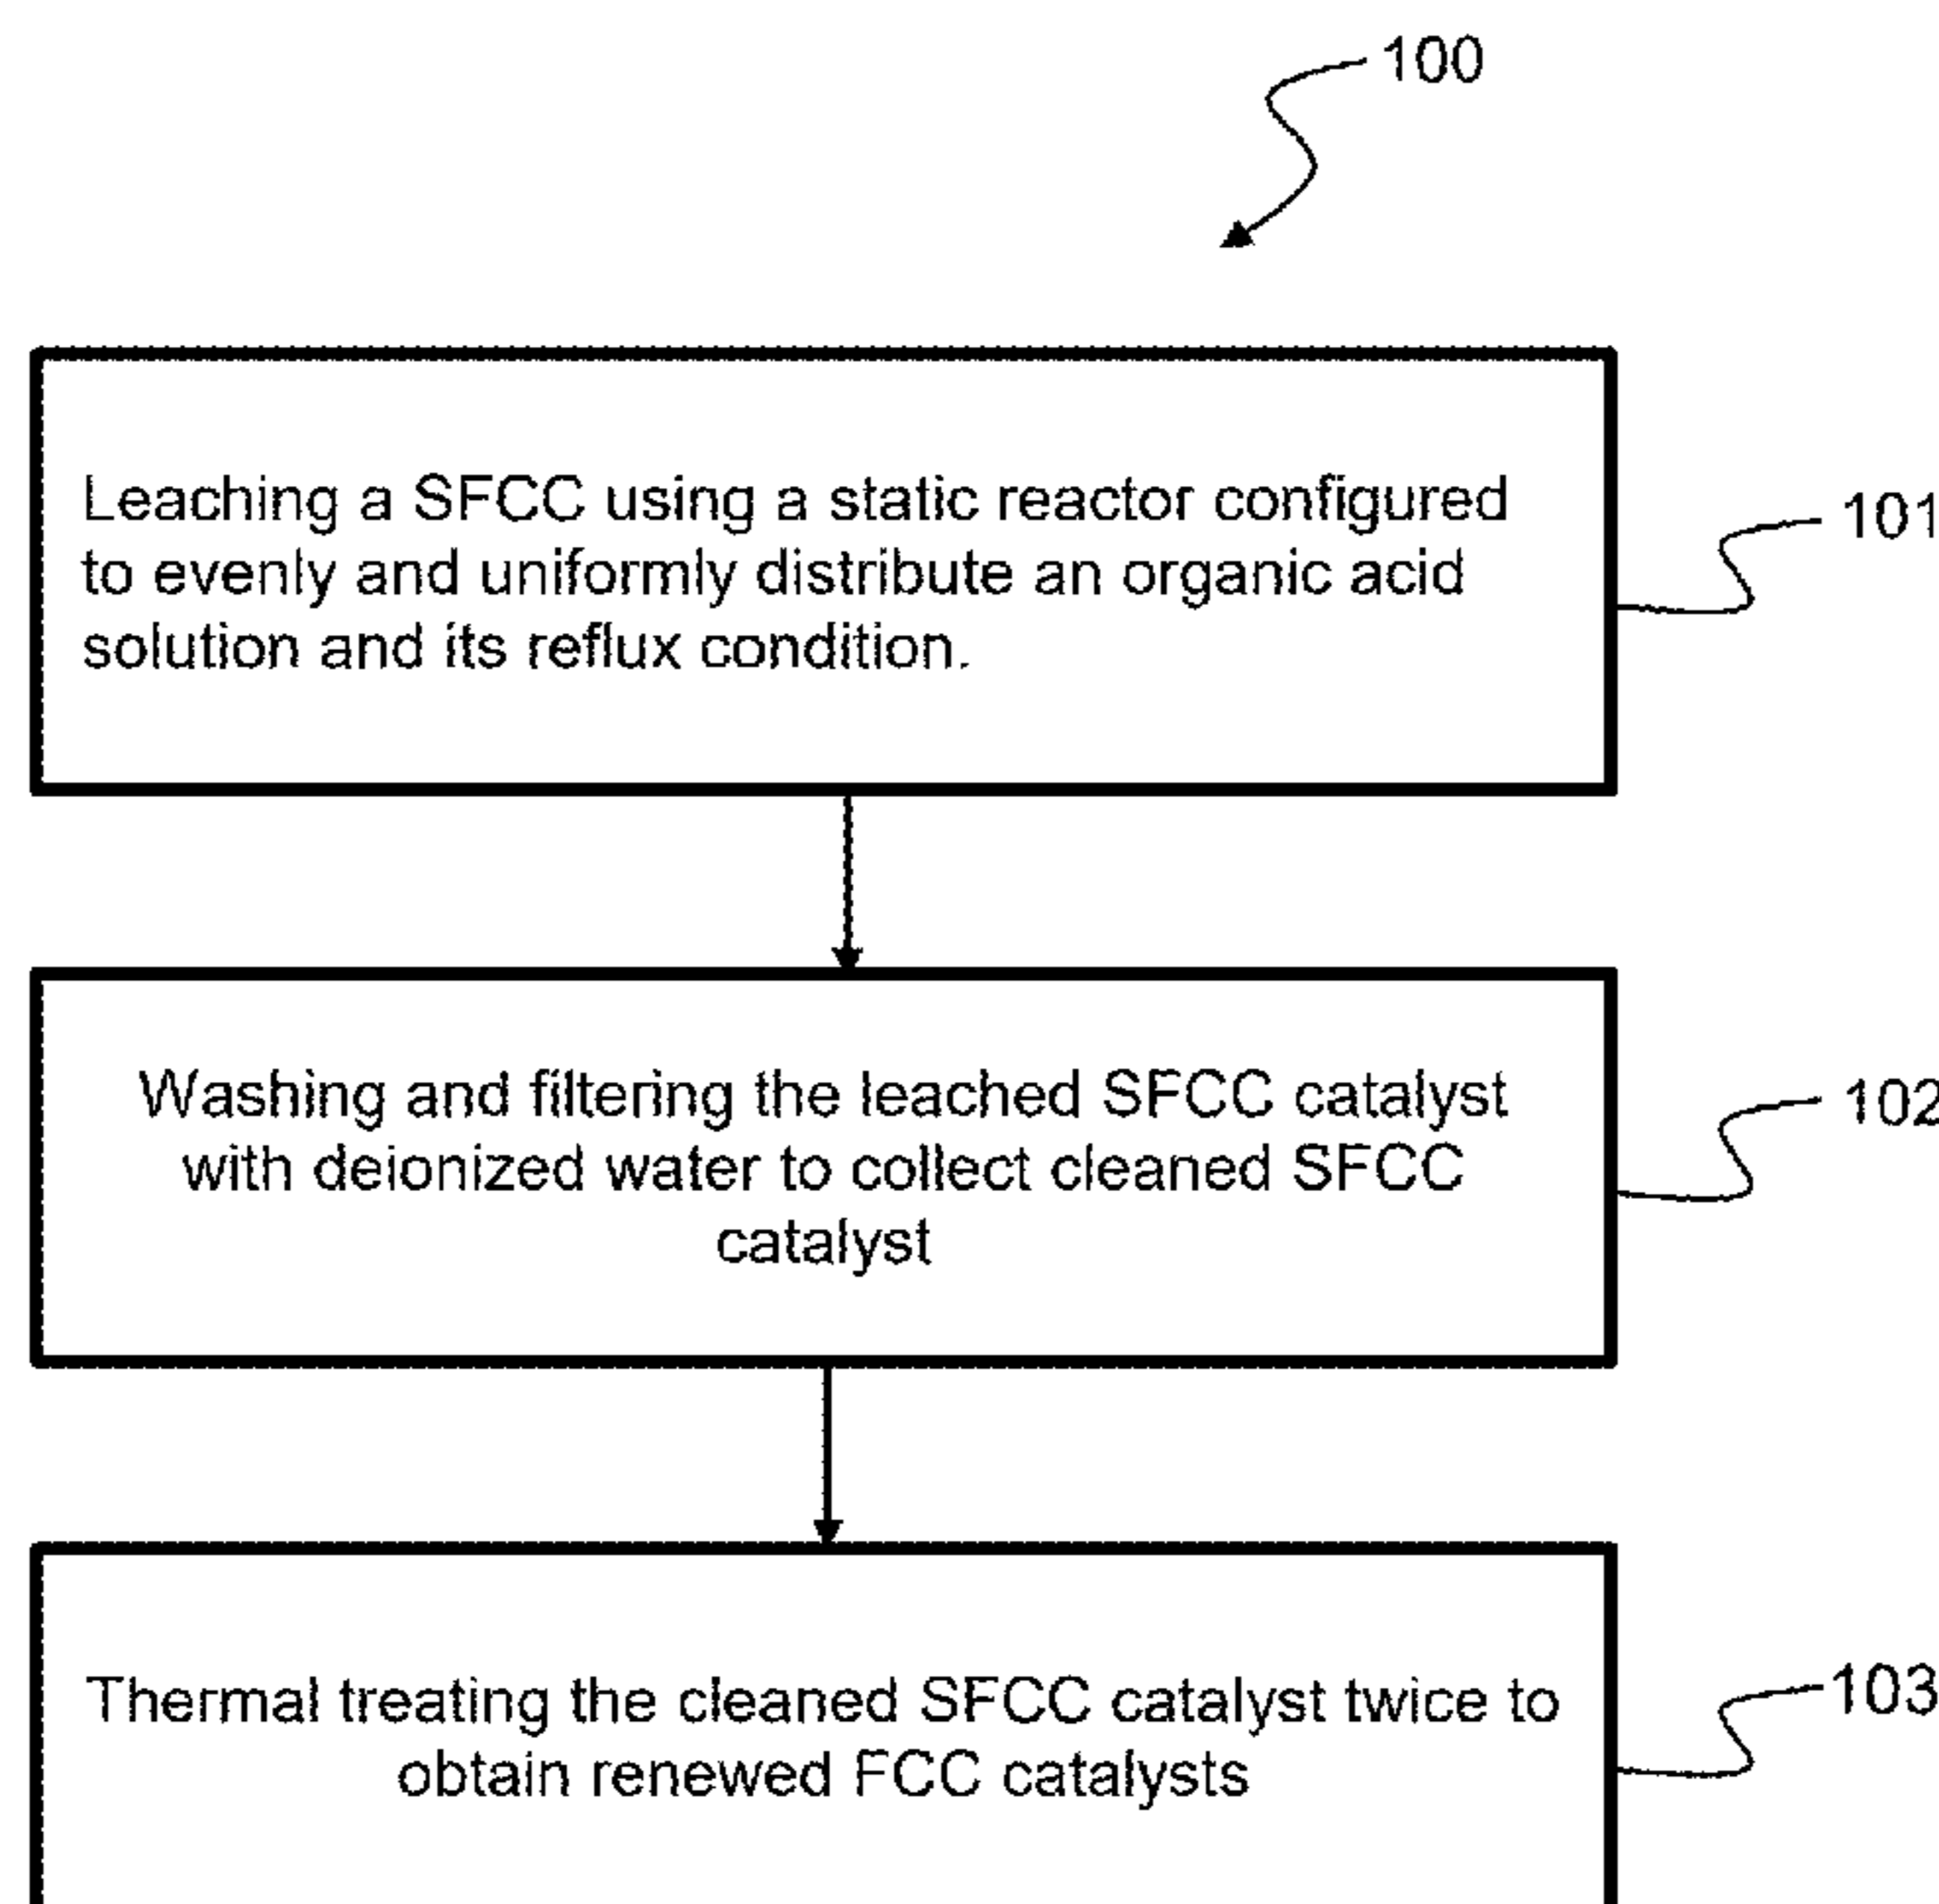 100
Leaching a SFCC using a static reactor configured
to evenly and uniformly distribute an organic acid
solution and its reflux condition.
101
Washing and filtering the leached SFCC catalyst
with deionized water to collect cleaned SFCC
catalyst
102
Thermal treating the cleaned SFCC catalyst twice to
obtain renewed FCC catalysts
103